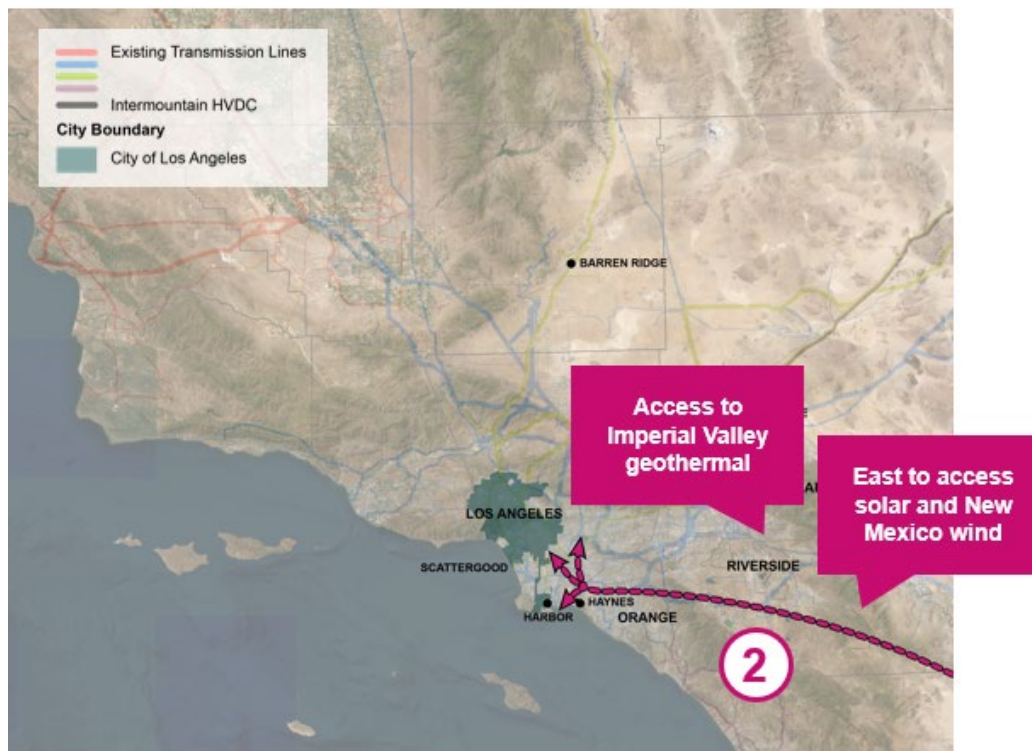 Existing Transmission Lines
Intermountain HVDC
City Boundary
City of Los Angeles
BARREN RIDGE
Access to
Imperial Valley
geothermal
East to access
solar and New
Mexico wind
LOS ANGELES
SCATTERGOOD
RIVERSIDE
HAYNES
HARBOR
ORANGE
2